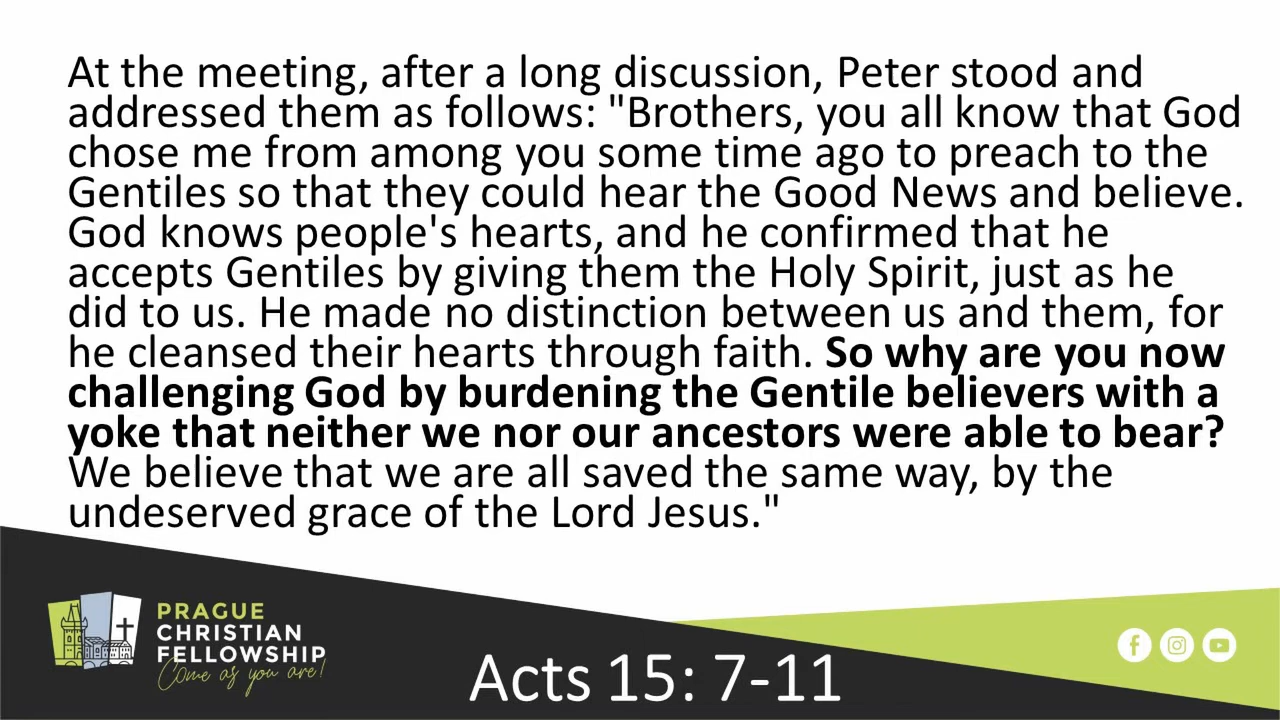 At the meeting, after a long discussion, Peter stood and
addressed them as follows: "Brothers, you all know that God
chose me from among you some time ago to preach to the
Gentiles so that they could hear the Good News and believe.
God knows people's hearts, and he confirmed that he
accepts Gentiles by giving them the Holy Spirit, just as he
did to us. He made no distinction between us and them, for
he cleansed their hearts through faith. So why are you now
challenging God by burdening the Gentile believers with a
yoke that neither we nor our ancestors were able to bear?
We believe that we are all saved the same way, by the
undeserved grace of the Lord Jesus."
PRAGUE
CHRISTIAN
FELLOWSHIP
Come as you are!
Acts 15: 7-11